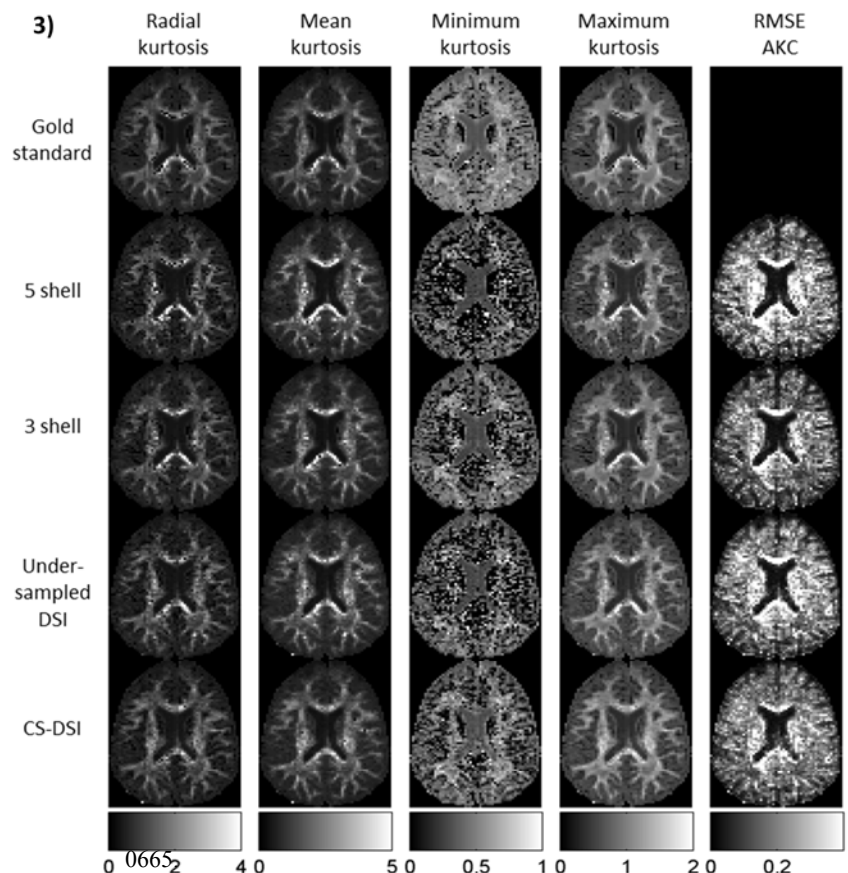 3)
Radial kurtosis
Mean kurtosis
Minimum kurtosis
Maximum kurtosis
RMSE AKC
Gold standard
5 shell
3 shell
Under-sampled DSI
CS-DSI
0 2 4
0 5
0 0.5 1
0 1 2
0 0.2
0665